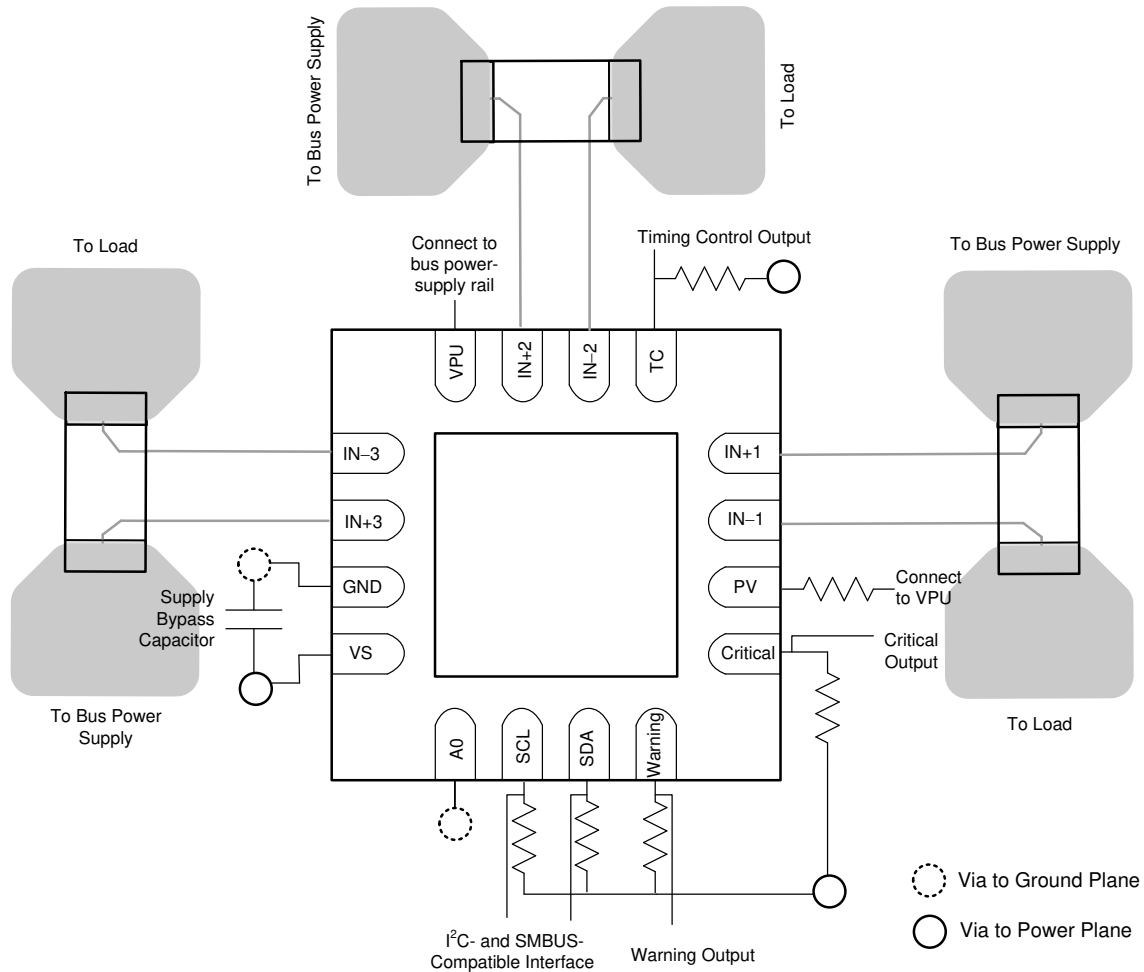 To Bus Power Supply
To Load
To Load
Connect to
bus power-
supply rail
Timing Control Output
To Bus Power Supply
VPU
IN+2
IN–2
TC
IN–3
IN+3
GND
VS
IN+1
IN–1
PV
Critical
Connect
to VPU
Supply
Bypass
Capacitor
Critical
Output
To Bus Power
Supply
To Load
A0
SCL
SDA
Warning
I²C- and SMBUS-
Compatible Interface
Warning Output
Via to Ground Plane
Via to Power Plane